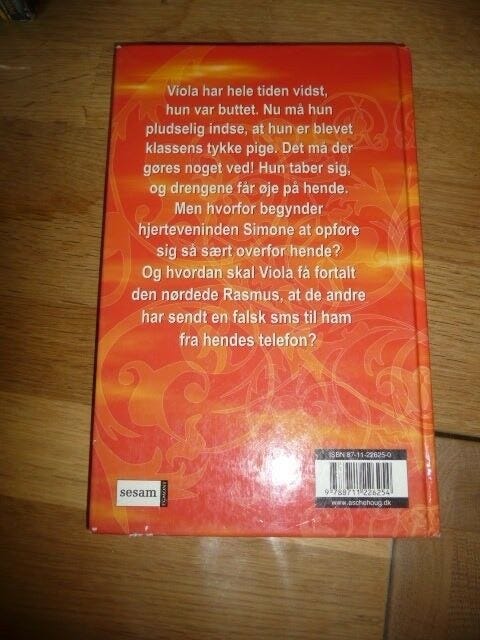 Viola har hele tiden vidst,
hun var buttet. Nu må hun
pludselig indse, at hun er blevet
klassens tykke pige. Det må der
gøres noget ved! Hun taber sig,
og drengene får øje på hende.
Men hvorfor begynder
hjerteveninden Simone at opføre
sig så sært overfor hende?
Og hvordan skal Viola få fortalt
den nørdede Rasmus, at de andre
har sendt en falsk sms til ham
fra hendes telefon?
ISBN 87-11-22625-0
9 788711 226254
www.aschehoug.dk
sesam